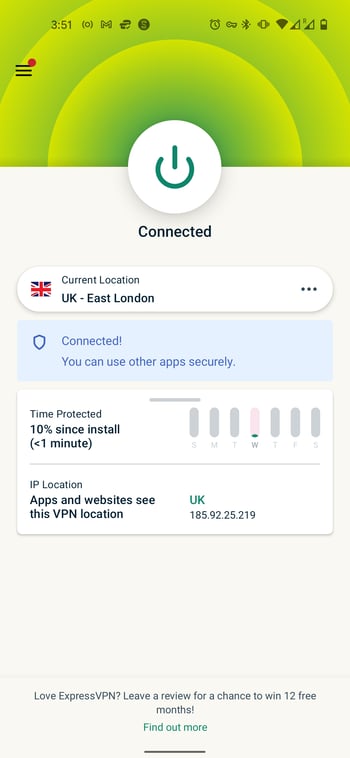 3:51
Connected
Current Location
UK - East London
Connected!
You can use other apps securely.
Time Protected
10% since install
(<1 minute)
S M T W T F S
IP Location
Apps and websites see
this VPN location
UK
185.92.25.219
Love ExpressVPN? Leave a review for a chance to win 12 free
months!
Find out more